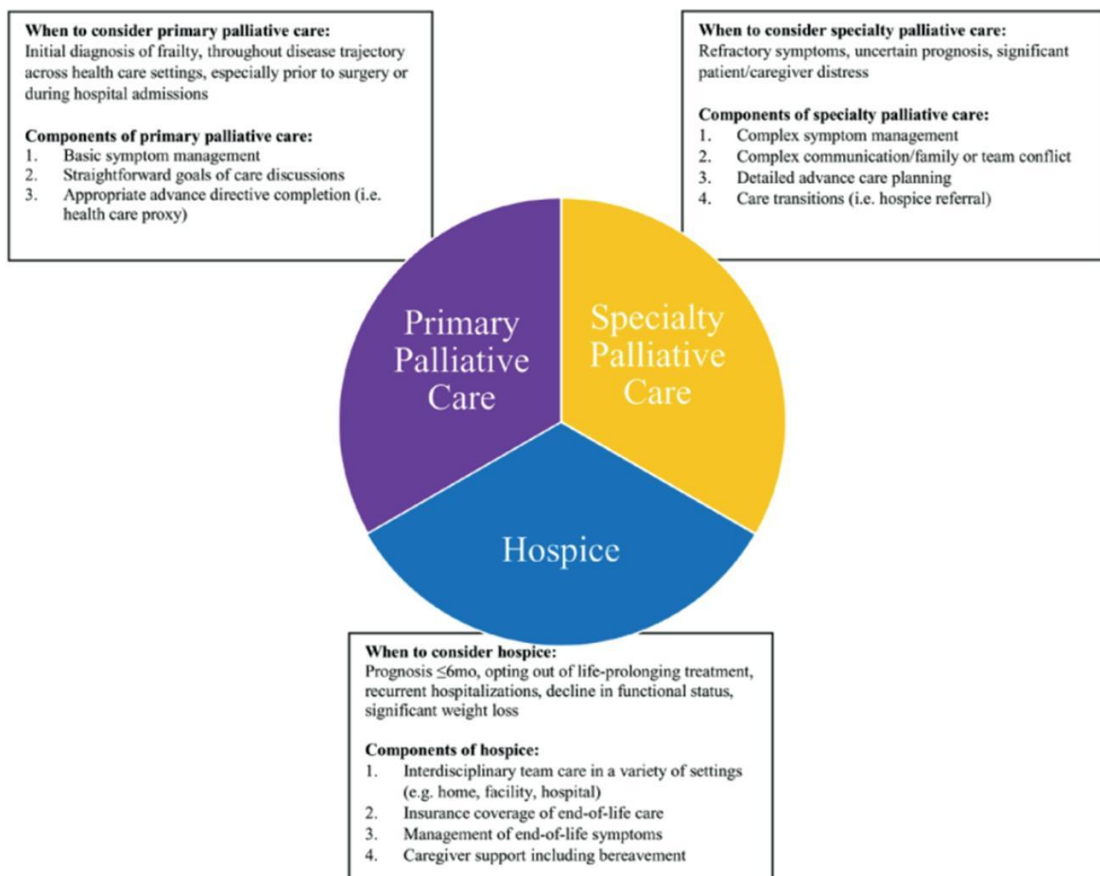 When to consider primary palliative care:
Initial diagnosis of frailty, throughout disease trajectory
across health care settings, especially prior to surgery or
during hospital admissions
Components of primary palliative care:
1. Basic symptom management
2. Straightforward goals of care discussions
3. Appropriate advance directive completion (i.e.
health care proxy)
When to consider specialty palliative care:
Refractory symptoms, uncertain prognosis, significant
patient/caregiver distress
Components of specialty palliative care:
1. Complex symptom management
2. Complex communication/family or team conflict
3. Detailed advance care planning
4. Care transitions (i.e. hospice referral)
Primary
Palliative
Care
Specialty
Palliative
Care
Hospice
When to consider hospice:
Prognosis ≤6mo, opting out of life-prolonging treatment,
recurrent hospitalizations, decline in functional status,
significant weight loss
Components of hospice:
1. Interdisciplinary team care in a variety of settings
(e.g. home, facility, hospital)
2. Insurance coverage of end-of-life care
3. Management of end-of-life symptoms
4. Caregiver support including bereavement